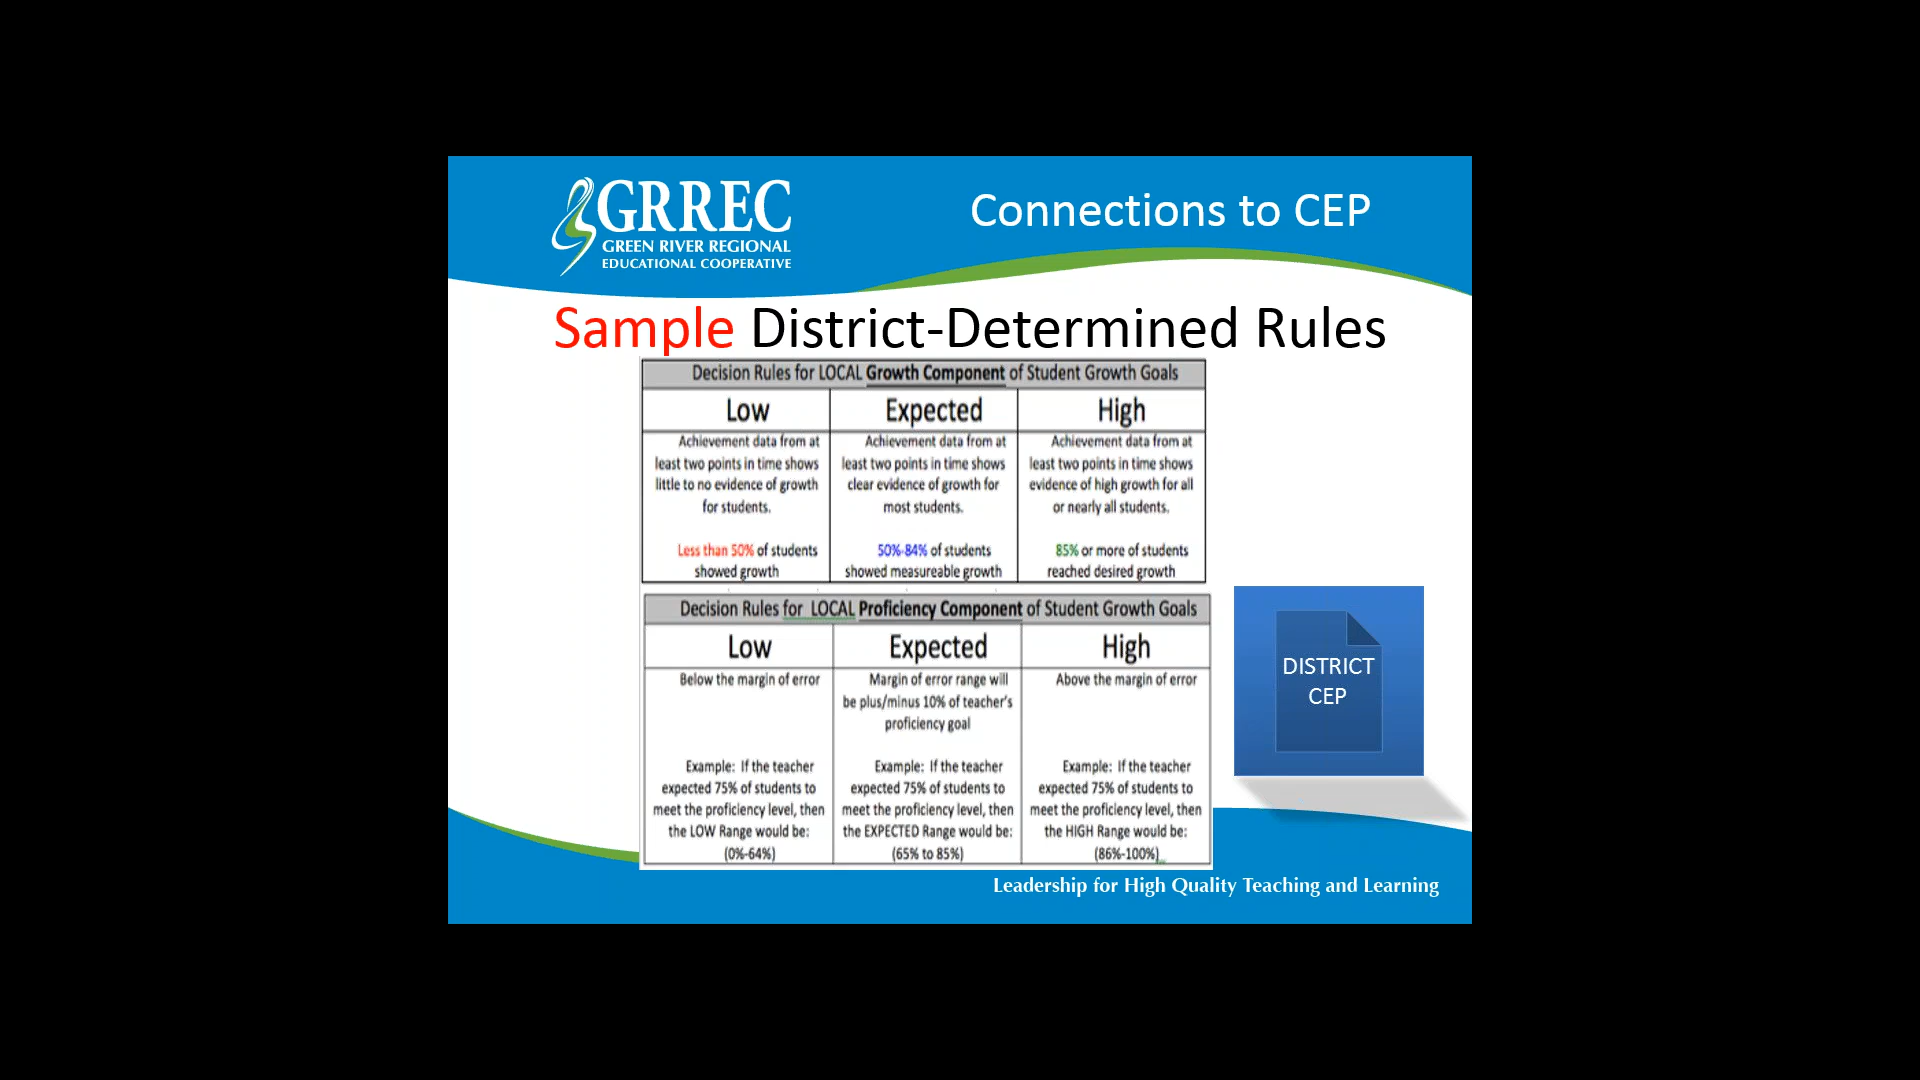 GRREC
GREEN RIVER REGIONAL
EDUCATIONAL COOPERATIVE
Connections to CEP
Sample District-Determined Rules
Decision Rules for LOCAL Growth Component of Student Growth Goals
Low
Achievement data from at
least two points in time shows
little to no evidence of growth
for students.
Less than 50% of students
showed growth
Expected
Achievement data from at
least two points in time shows
clear evidence of growth for
most students.
50%-84% of students
showed measureable growth
High
Achievement data from at
least two points in time shows
evidence of high growth for all
or nearly all students.
85% or more of students
reached desired growth
Decision Rules for LOCAL Proficiency Component of Student Growth Goals
Low
Below the margin of error
Example: If the teacher
expected 75% of students to
meet the proficiency level, then
the LOW Range would be:
(0%-64%)
Expected
Margin of error range will
be plus/minus 10% of teacher's
proficiency goal
Example: If the teacher
expected 75% of students to
meet the proficiency level, then
the EXPECTED Range would be:
(65% to 85%)
High
Above the margin of error
Example: If the teacher
expected 75% of students to
meet the proficiency level, then
the HIGH Range would be:
(86%-100%)
DISTRICT
CEP
Leadership for High Quality Teaching and Learning